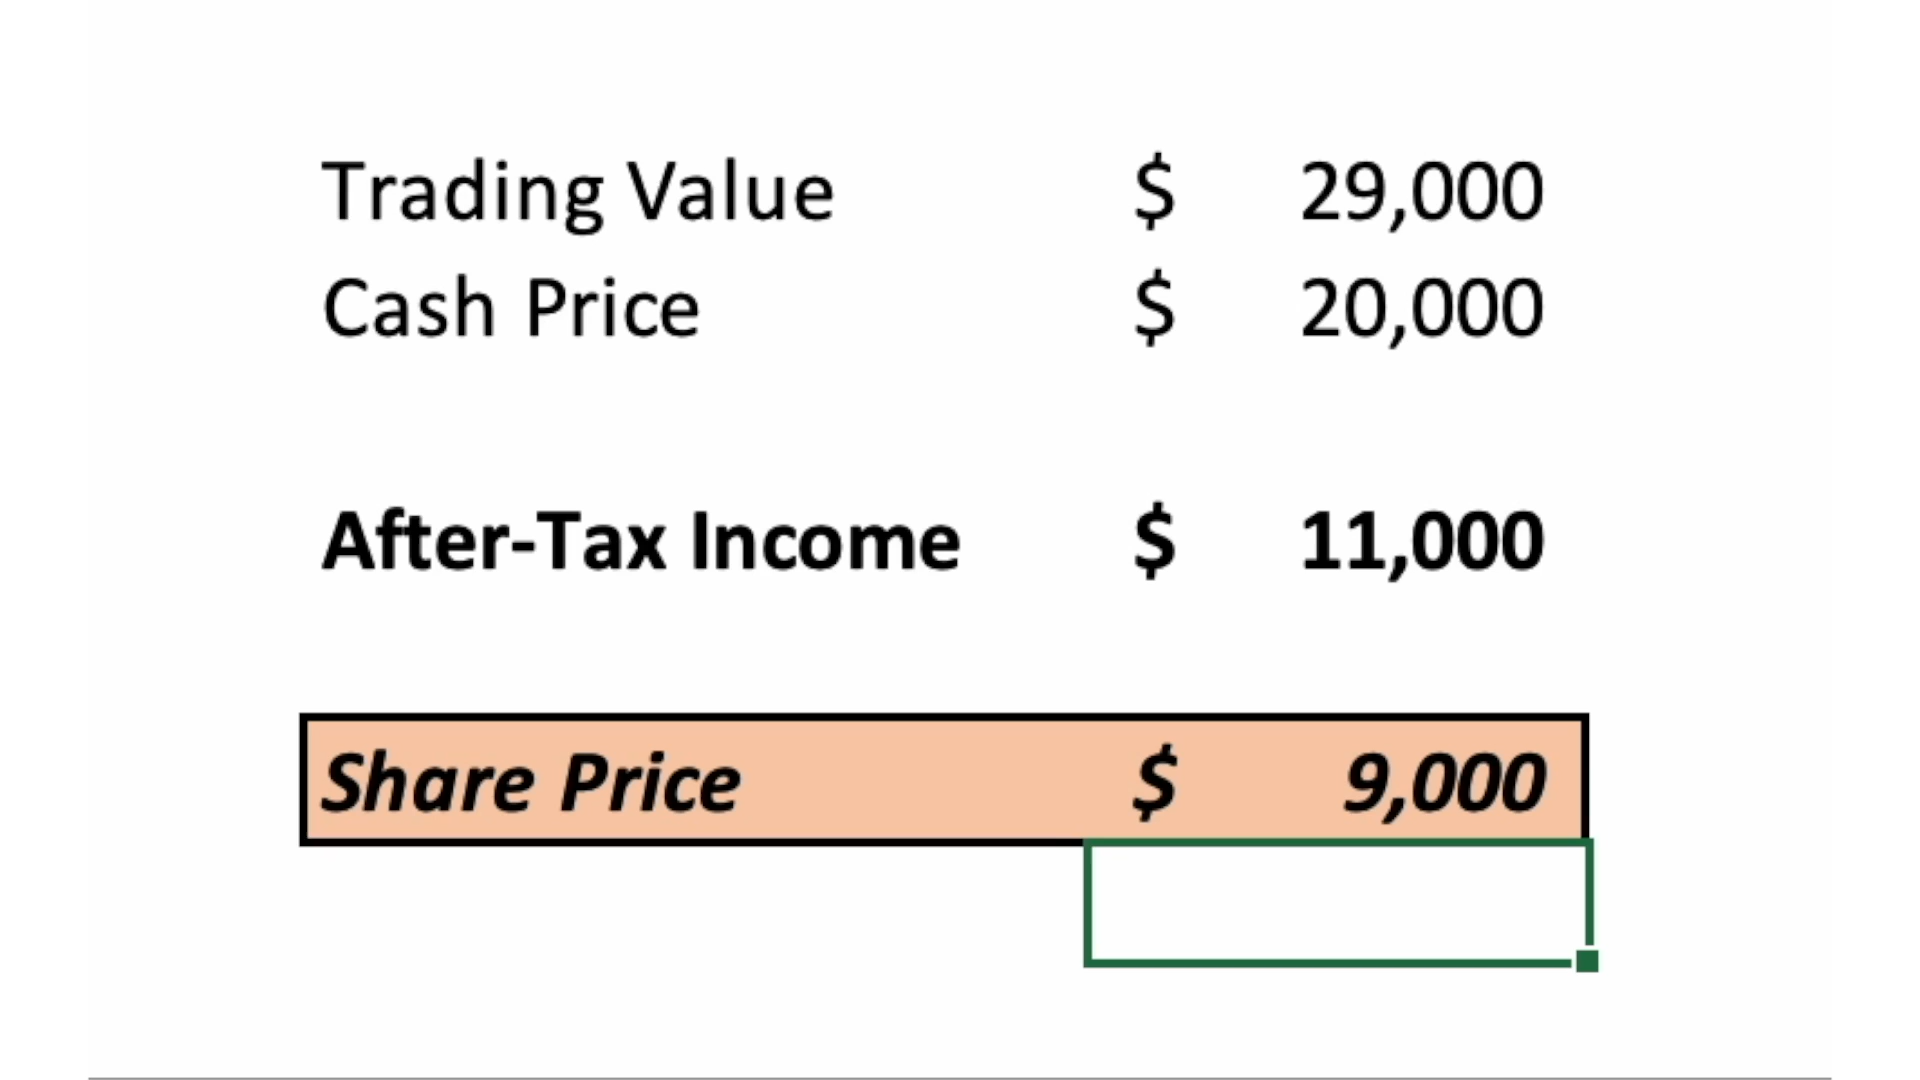 Trading Value $ 29,000
Cash Price $ 20,000
After-Tax Income $ 11,000
Share Price $ 9,000